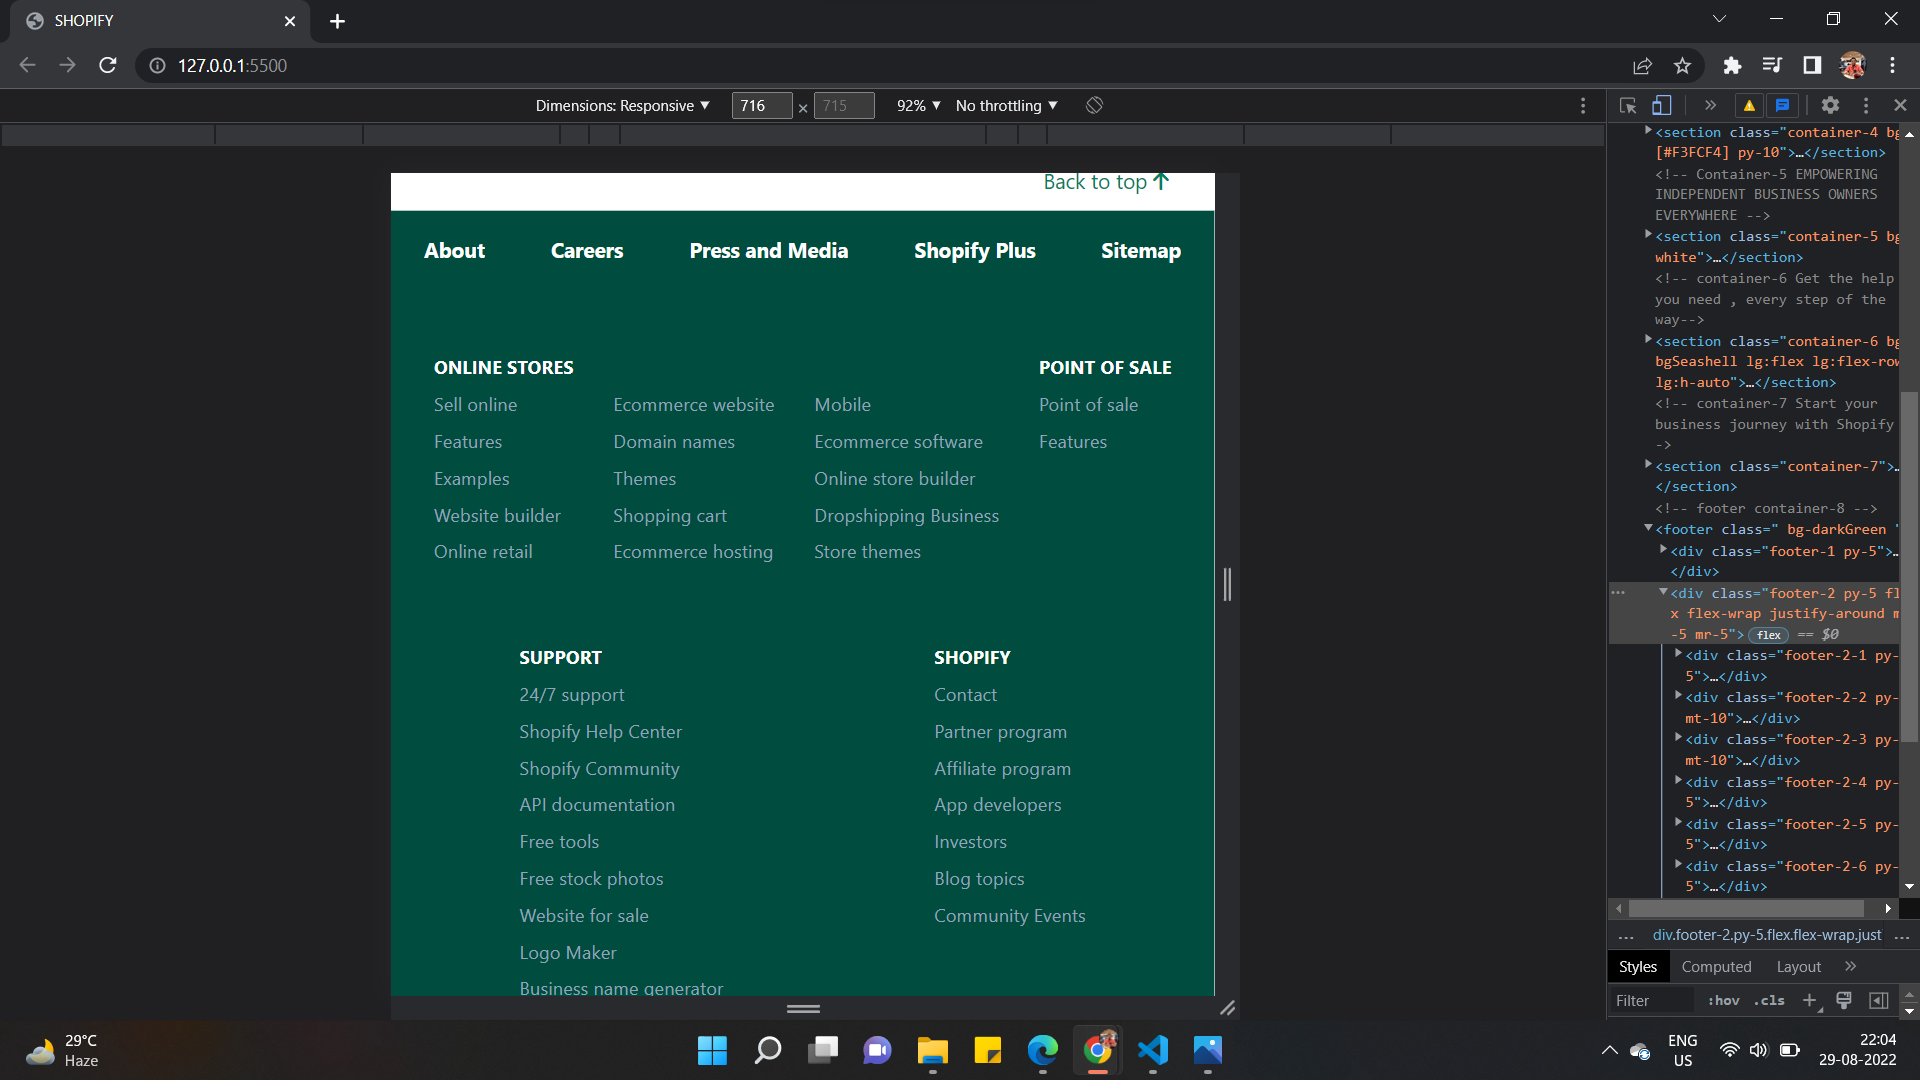 SHOPIFY
127.0.0.1:5500
Dimensions: Responsive ▼ 716 × 715 92% ▼ No throttling ▼
Back to top
About Careers Press and Media Shopify Plus Sitemap
ONLINE STORES POINT OF SALE
Sell online Ecommerce website Mobile Point of sale
Features Domain names Ecommerce software Features
Examples Themes Online store builder
Website builder Shopping cart Dropshipping Business
Online retail Ecommerce hosting Store themes
SUPPORT SHOPIFY
24/7 support Contact
Shopify Help Center Partner program
Shopify Community Affiliate program
API documentation App developers
Free tools Investors
Free stock photos Blog topics
Website for sale Community Events
Logo Maker
Business name generator
<section class="container-4 bg
[#F3FCF4] py-10">…</section>
<!-- Container-5 EMPOWERING
INDEPENDENT BUSINESS OWNERS
EVERYWHERE -->
<section class="container-5 bg
white">…</section>
<!-- container-6 Get the help
you need , every step of the
way-->
<section class="container-6 bg
bgSeashell lg:flex lg:flex-row
lg:h-auto">…</section>
<!-- container-7 Start your
business journey with Shopify
->
<section class="container-7">…
</section>
<!-- footer container-8 -->
<footer class=" bg-darkGreen "
<div class="footer-1 py-5">…
</div>
<div class="footer-2 py-5 fl
x flex-wrap justify-around m
-5 mr-5"> flex == $0
<div class="footer-2-1 py-
5">…</div>
<div class="footer-2-2 py-
mt-10">…</div>
<div class="footer-2-3 py-
mt-10">…</div>
<div class="footer-2-4 py-
5">…</div>
<div class="footer-2-5 py-
5">…</div>
<div class="footer-2-6 py-
5">…</div>
... div.footer-2.py-5.flex.flex-wrap.just ...
Styles Computed Layout
Filter :hov .cls
29°C
Haze
ENG
US
22:04
29-08-2022